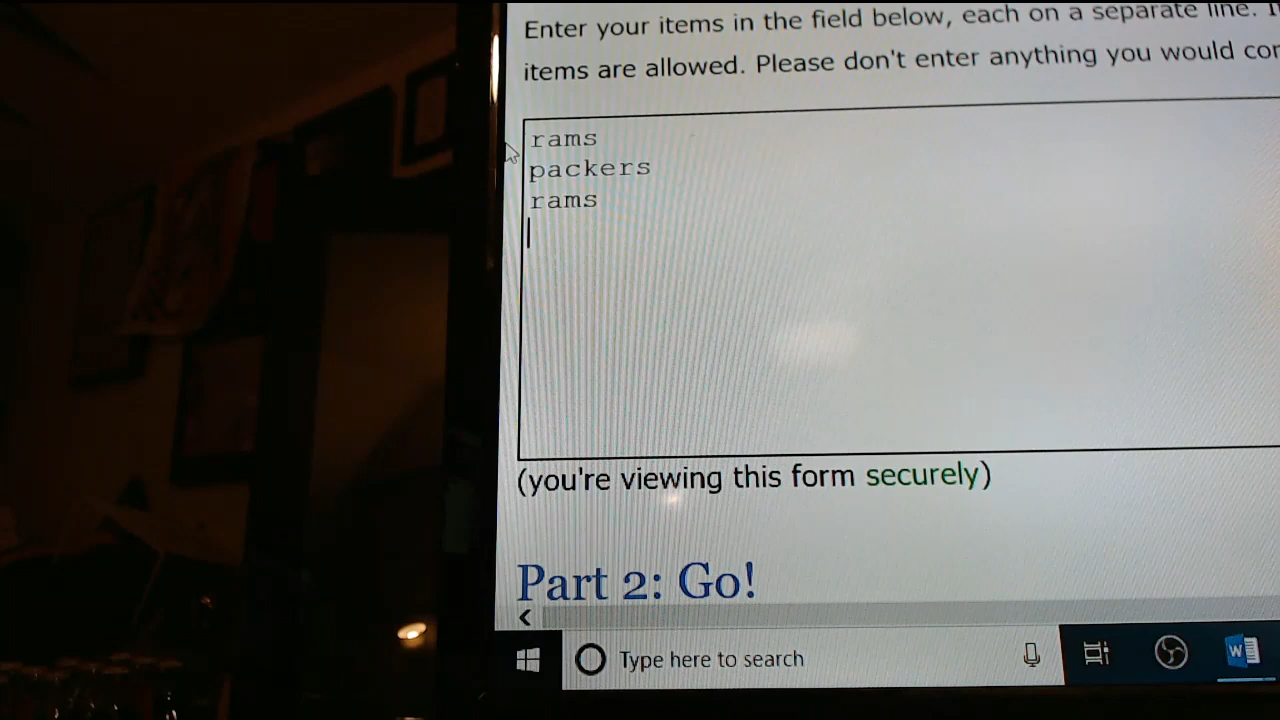 Enter your items in the field below, each on a separate line.
items are allowed. Please don't enter anything you would
rams
packers
rams
(you're viewing this form securely)
Part 2: Go!
Type here to search
W